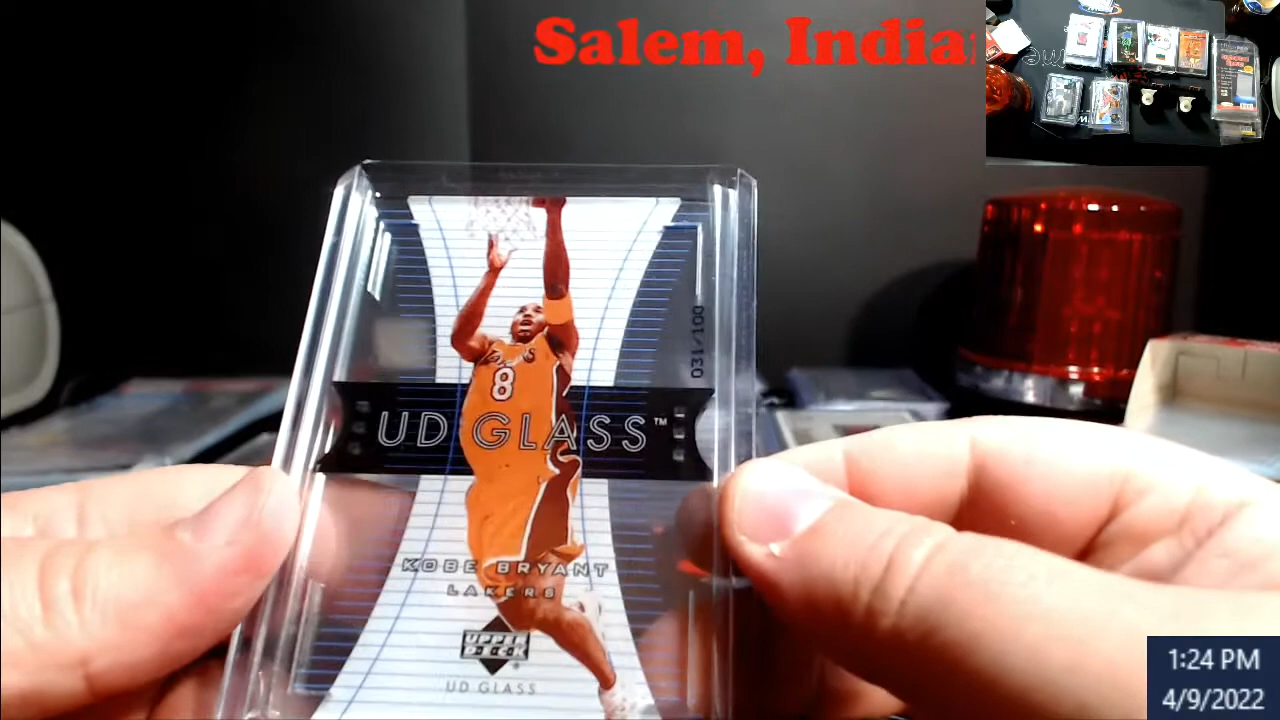 Salem, India
031/100
LAKERS
8
UD GLASS™
KOBE BRYANT
LAKERS
UPPER
DECK
UD GLASS
1:24 PM
4/9/2022